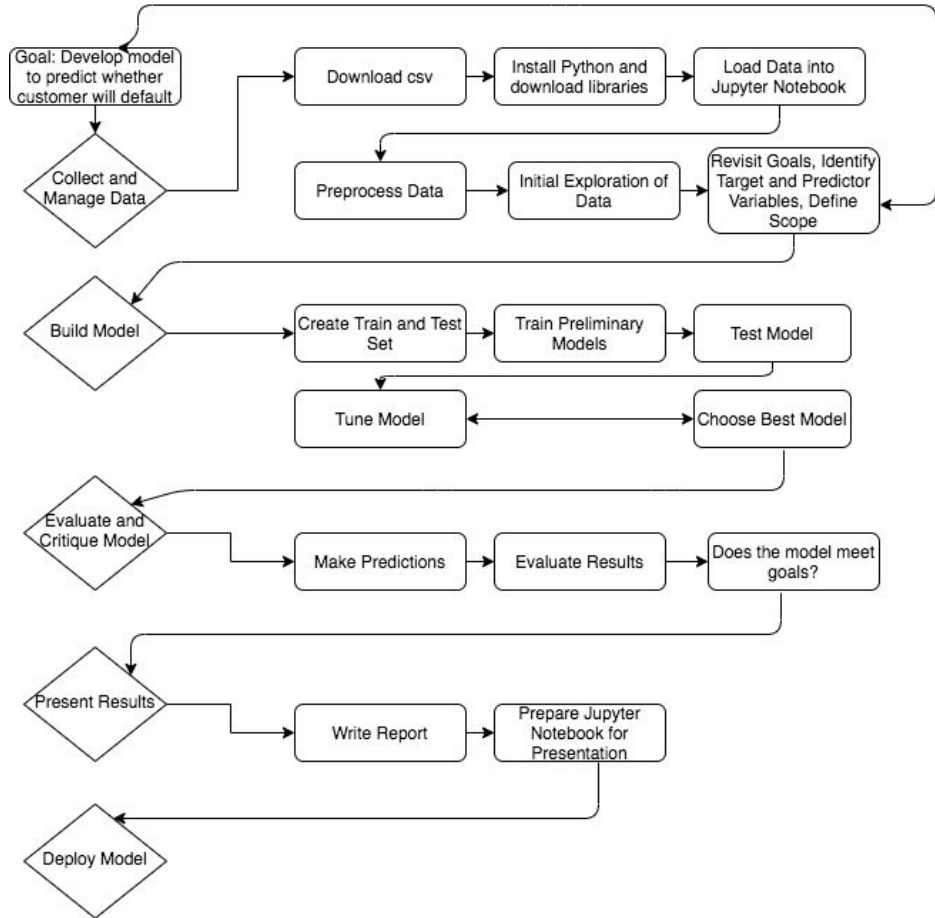 Goal: Develop model
to predict whether
customer will default
Download csv
Install Python and
download libraries
Load Data into
Jupyter Notebook
Collect and
Manage Data
Preprocess Data
Initial Exploration of
Data
Revisit Goals, Identify
Target and Predictor
Variables, Define
Scope
Build Model
Create Train and Test
Set
Train Preliminary
Models
Test Model
Tune Model
Choose Best Model
Evaluate and
Critique Model
Make Predictions
Evaluate Results
Does the model meet
goals?
Present Results
Write Report
Prepare Jupyter
Notebook for
Presentation
Deploy Model